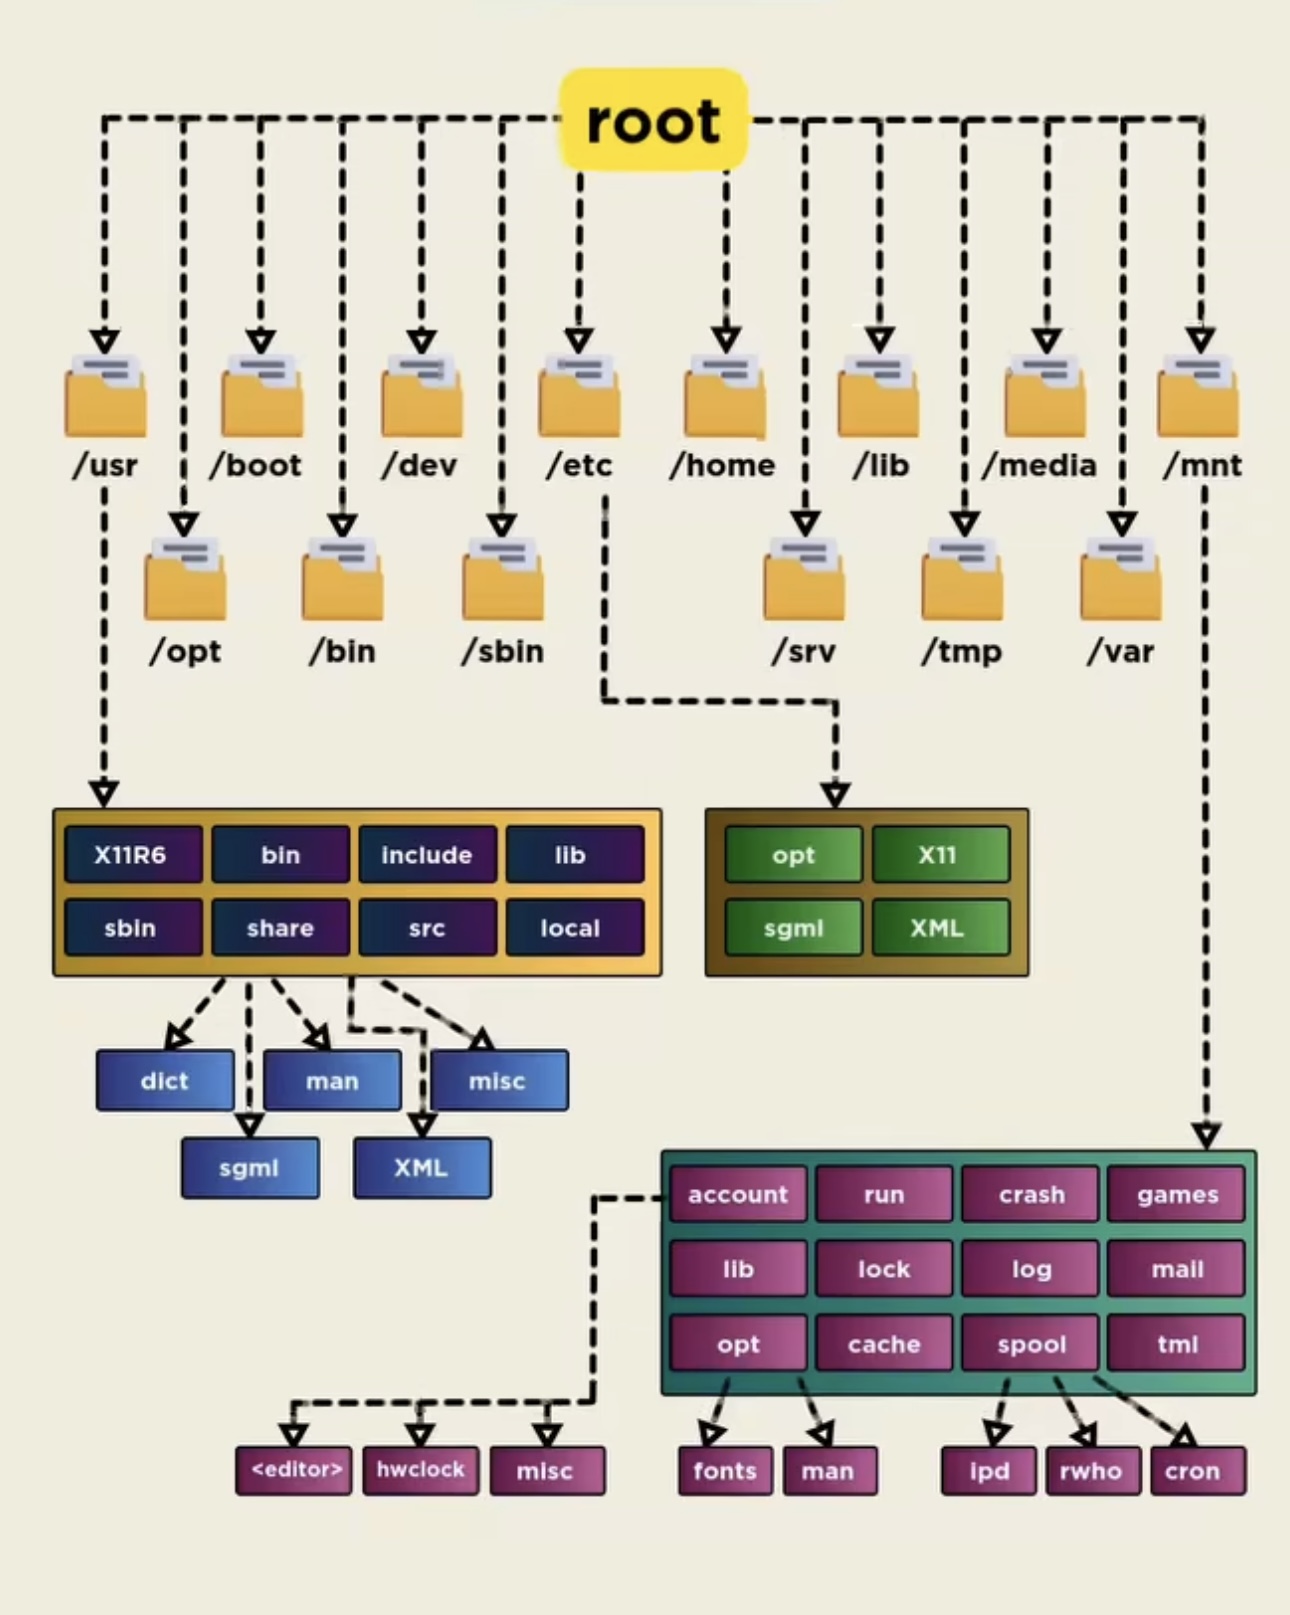 root
/usr
/boot
/dev
/etc
/home
/lib
/media
/mnt
/opt
/bin
/sbin
/srv
/tmp
/var
X11R6
bin
include
lib
sbin
share
src
local
opt
X11
sgml
XML
dict
man
misc
sgml
XML
account
run
crash
games
lib
lock
log
mail
opt
cache
spool
tml
<editor>
hwclock
misc
fonts
man
ipd
rwho
cron